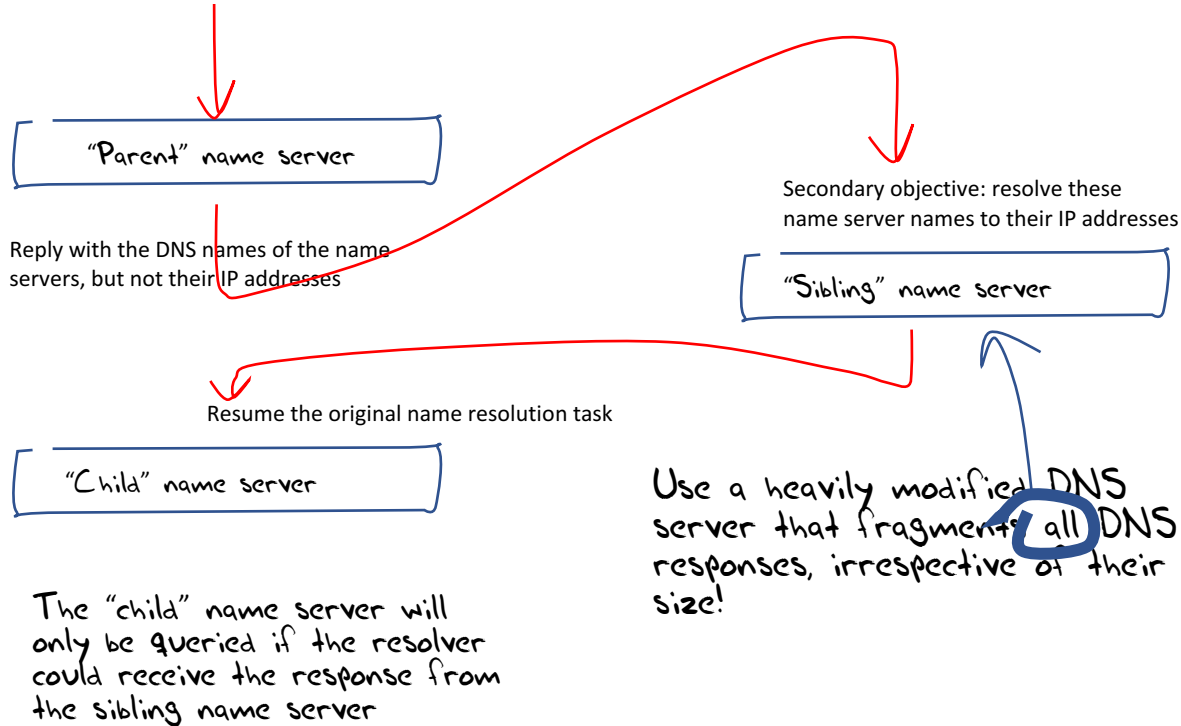 "Parent" name server
Reply with the DNS names of the name
servers, but not their IP addresses
Secondary objective: resolve these
name server names to their IP addresses
"Sibling" name server
Resume the original name resolution task
"Child" name server
Use a heavily modified DNS
server that fragments all DNS
responses, irrespective of their
size!
The "child" name server will
only be queried if the resolver
could receive the response from
the sibling name server